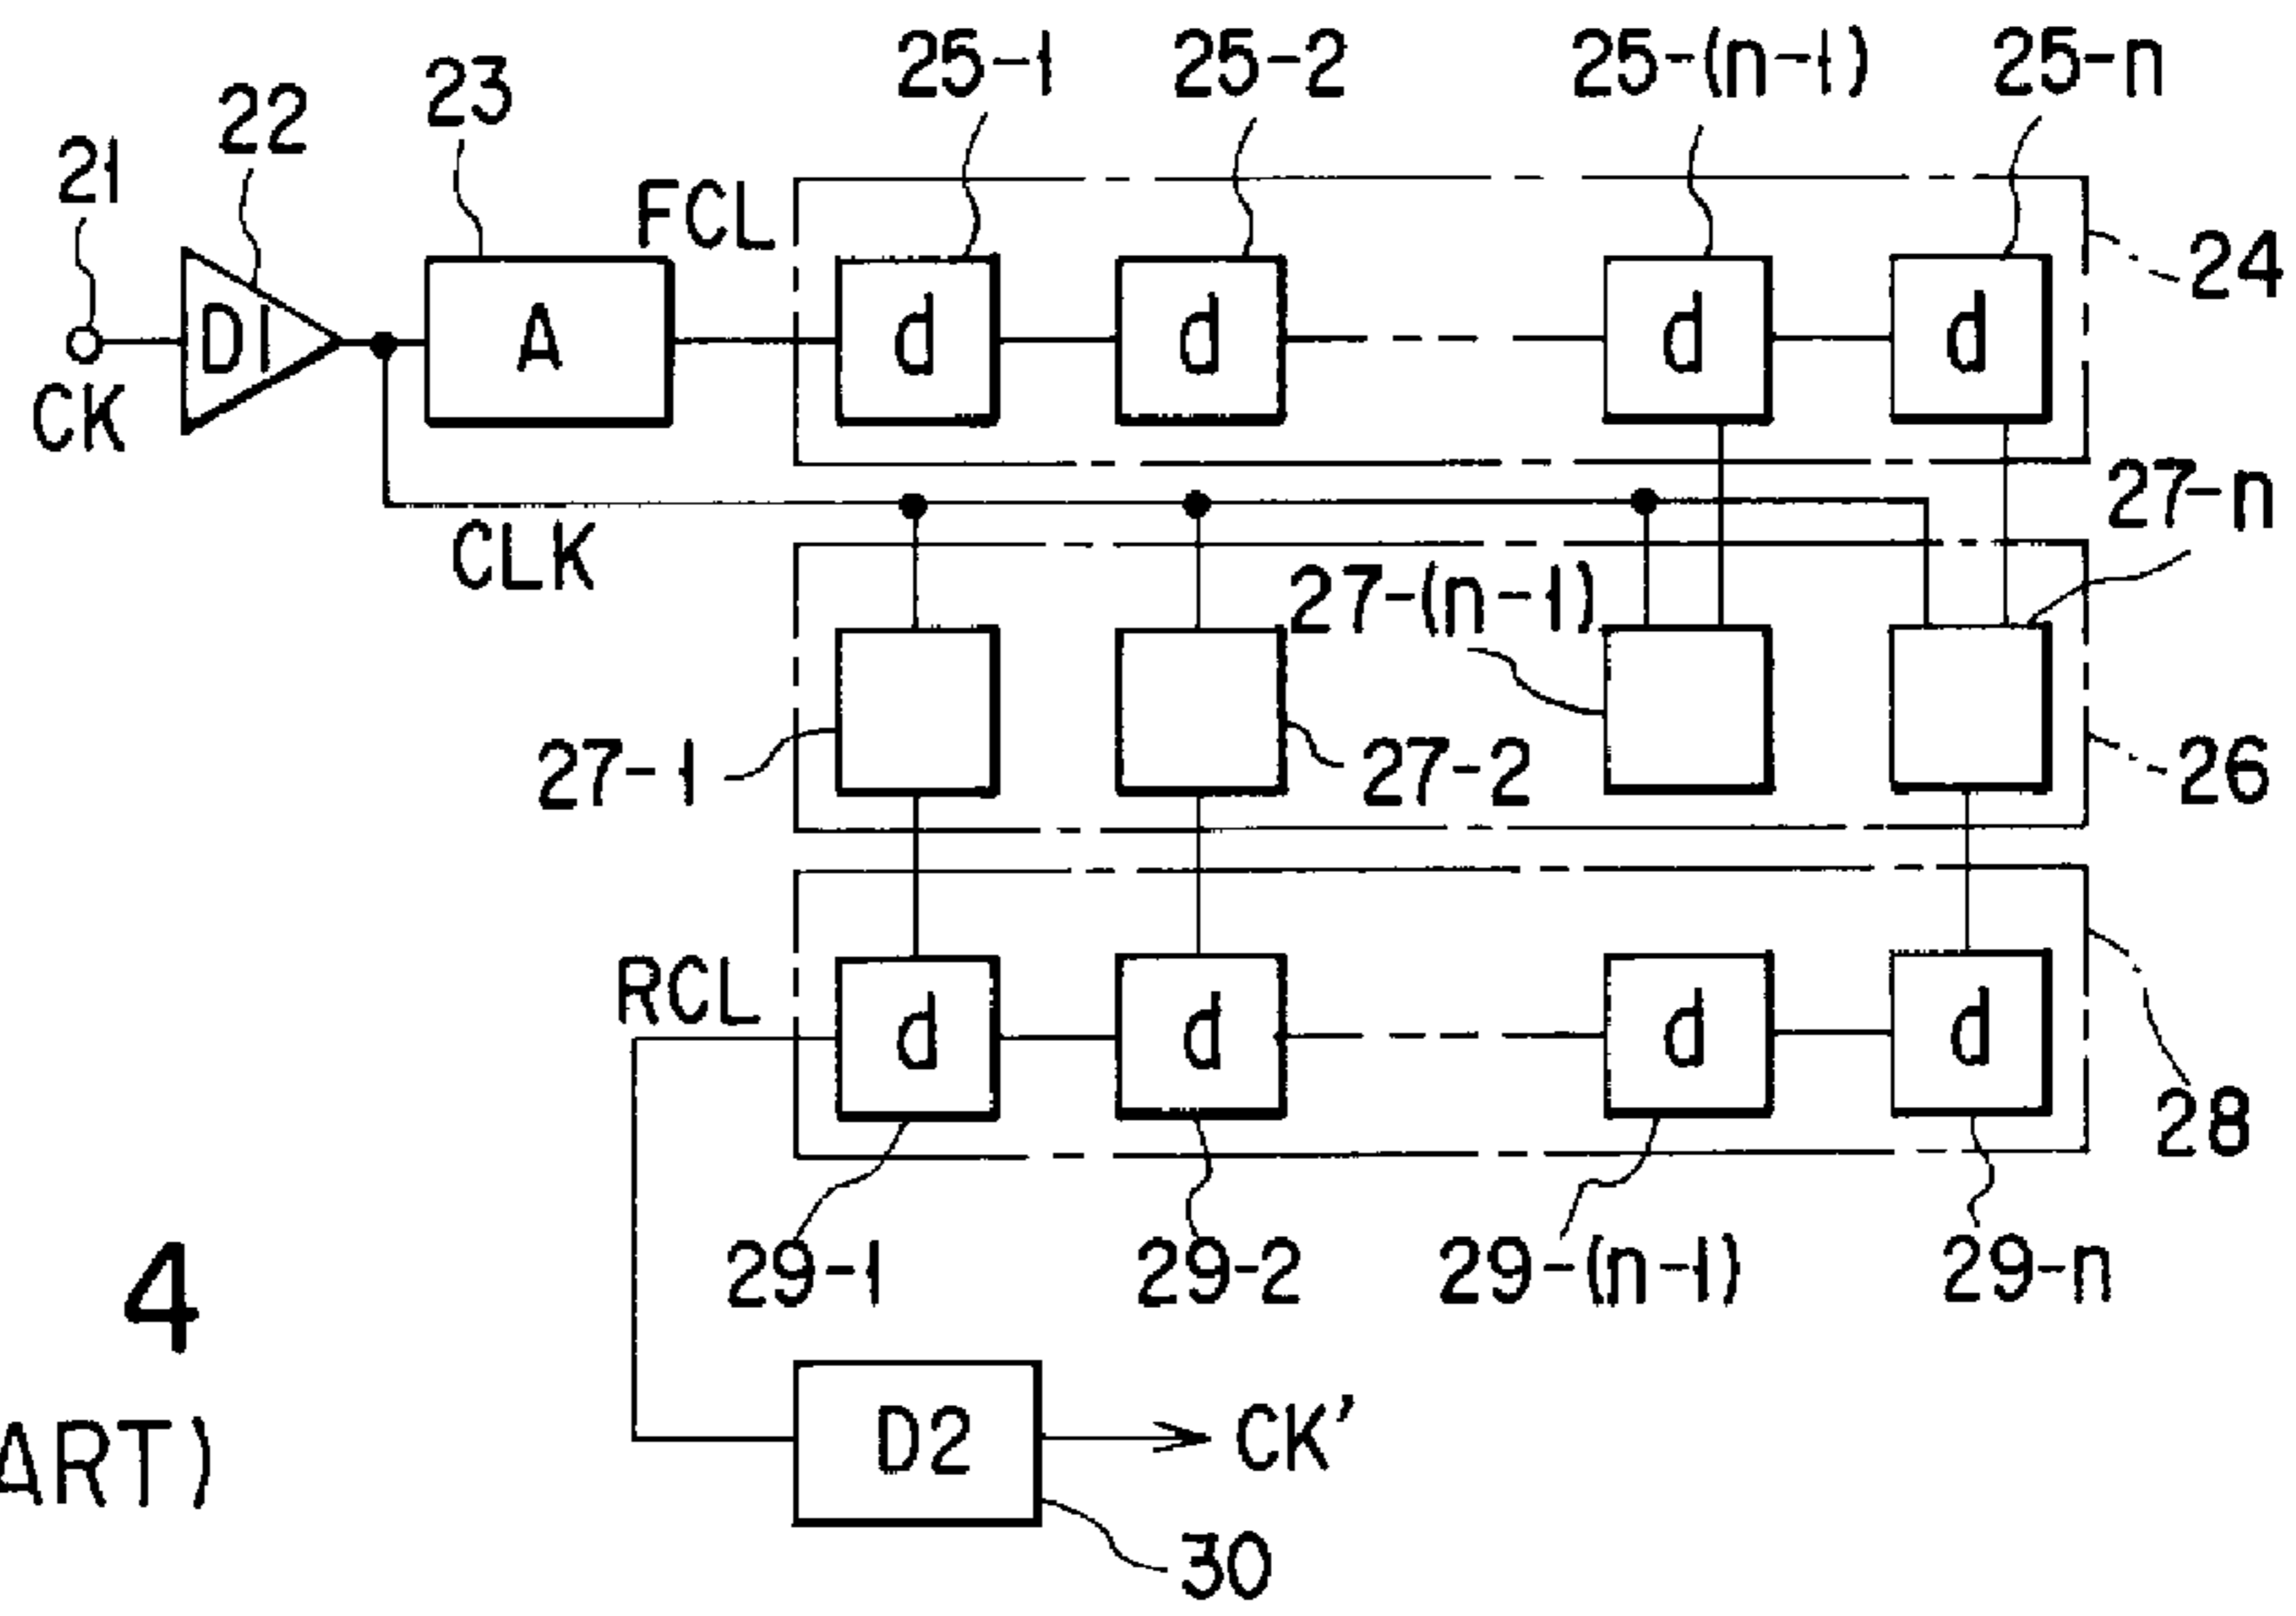 25-1
25-2
25-(n-1)
25-n
23
22
21
FCL
24
D1
A
d
d
d
d
CK
27-n
CLK
27-(n-1)
27-1
27-2
26
RCL
d
d
d
d
28
29-1
29-2
29-(n-1)
29-n
4
D2
CK'
ART)
30